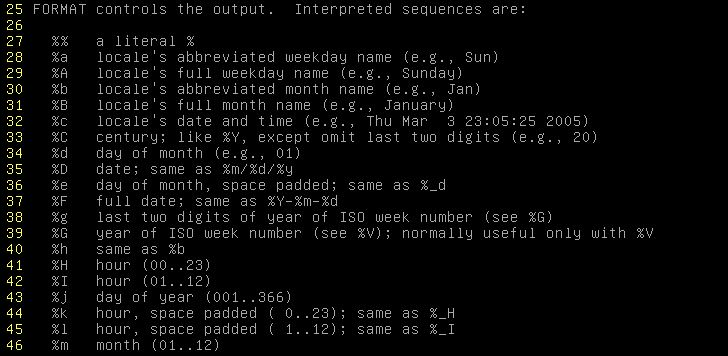 25 FORMAT controls the output.  Interpreted sequences are:
26
27   %%   a literal %
28   %a   locale's abbreviated weekday name (e.g., Sun)
29   %A   locale's full weekday name (e.g., Sunday)
30   %b   locale's abbreviated month name (e.g., Jan)
31   %B   locale's full month name (e.g., January)
32   %c   locale's date and time (e.g., Thu Mar  3 23:05:25 2005)
33   %C   century; like %Y, except omit last two digits (e.g., 20)
34   %d   day of month (e.g., 01)
35   %D   date; same as %m/%d/%y
36   %e   day of month, space padded; same as %_d
37   %F   full date; same as %Y-%m-%d
38   %g   last two digits of year of ISO week number (see %G)
39   %G   year of ISO week number (see %V); normally useful only with %V
40   %h   same as %b
41   %H   hour (00..23)
42   %I   hour (01..12)
43   %j   day of year (001..366)
44   %k   hour, space padded ( 0..23); same as %_H
45   %l   hour, space padded ( 1..12); same as %_I
46   %m   month (01..12)